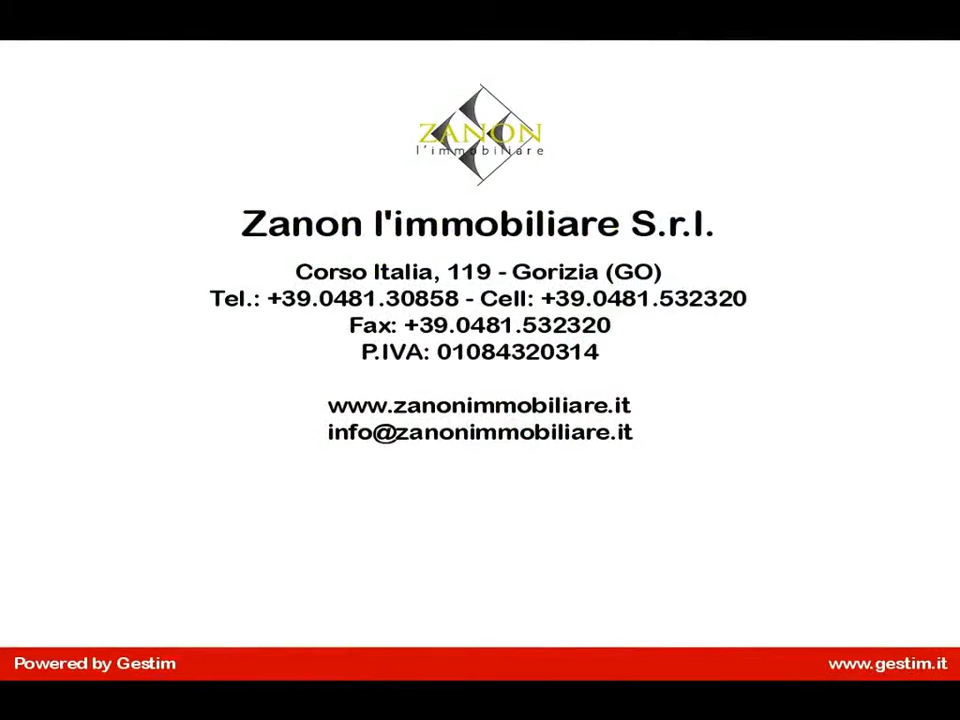 ZANON
l'immobiliare
Zanon l'immobiliare S.r.l.
Corso Italia, 119 - Gorizia (GO)
Tel.: +39.0481.30858 - Cell: +39.0481.532320
Fax: +39.0481.532320
P.IVA: 01084320314
www.zanonimmobiliare.it
info@zanonimmobiliare.it
Powered by Gestim
www.gestim.it